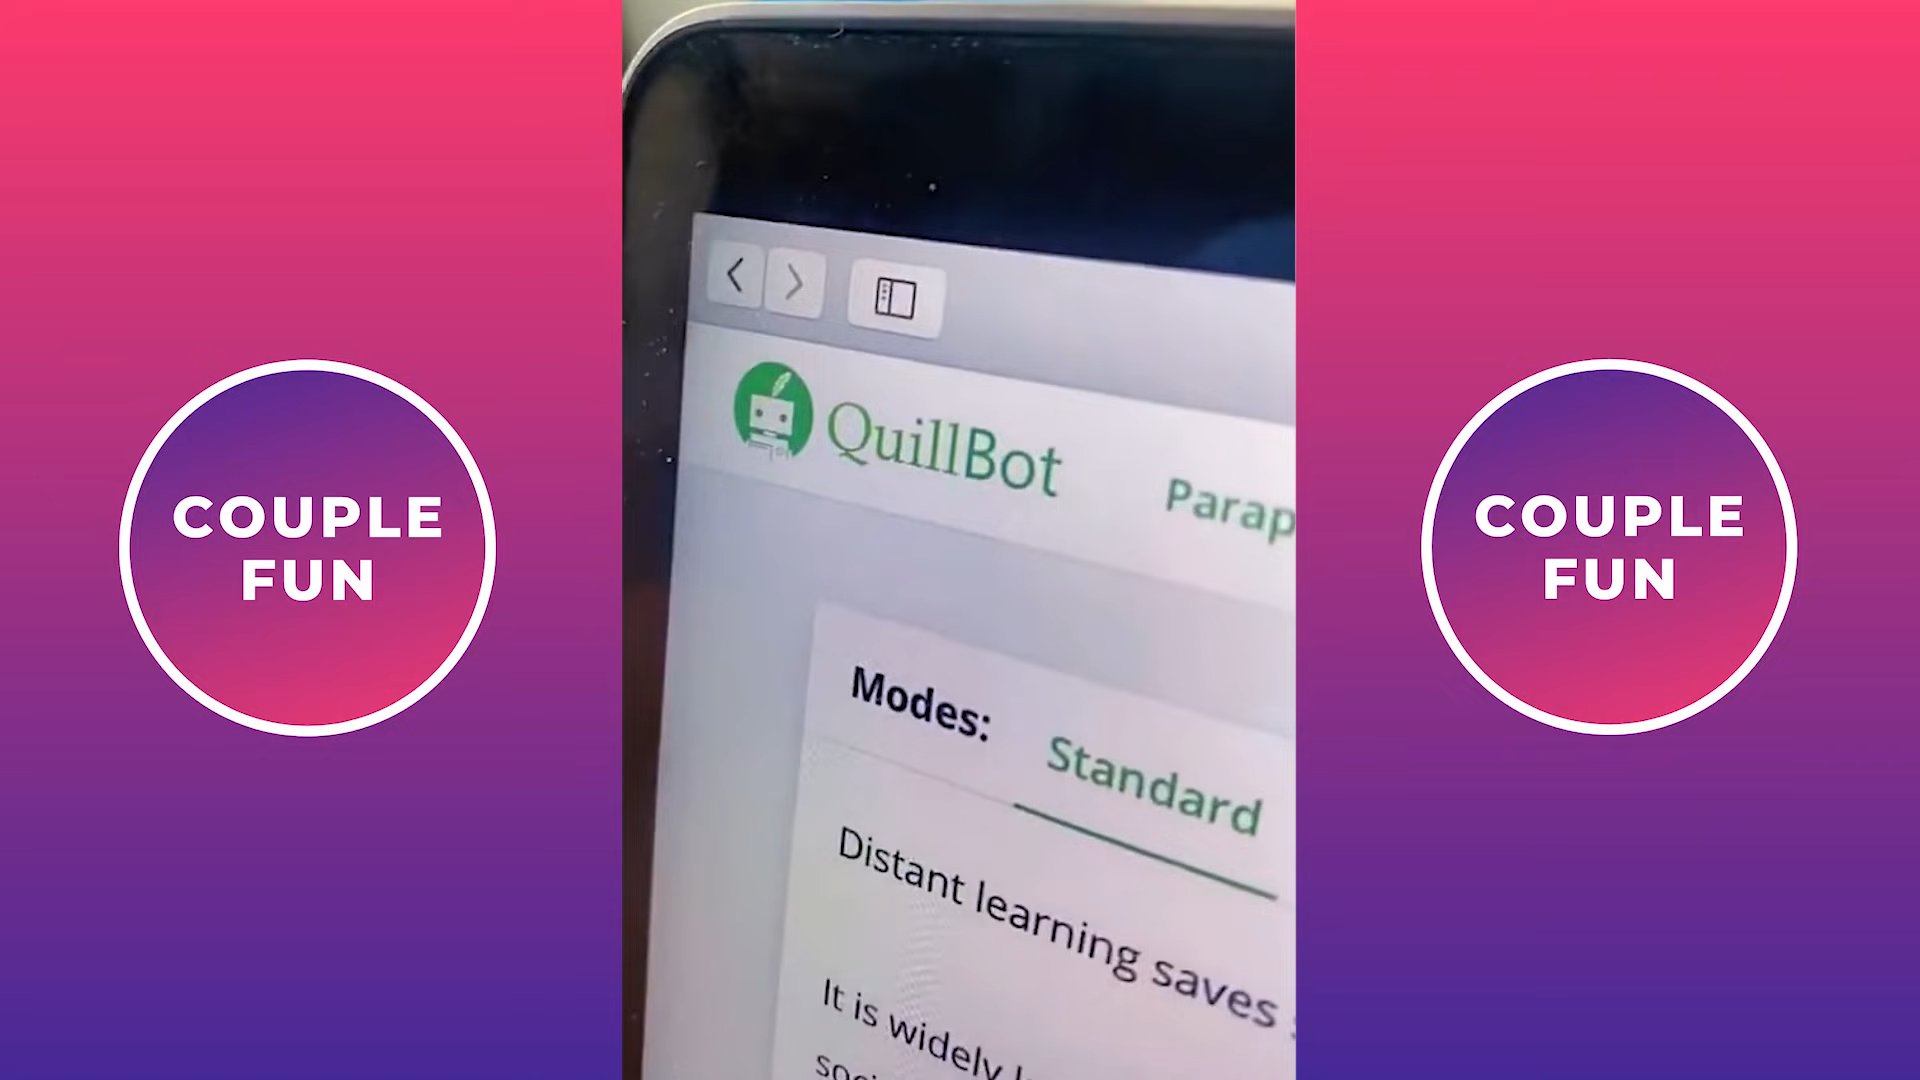 COUPLE
FUN
QuillBot
Parap
Modes:
Standard
Distant learning saves
It is widely
COUPLE
FUN